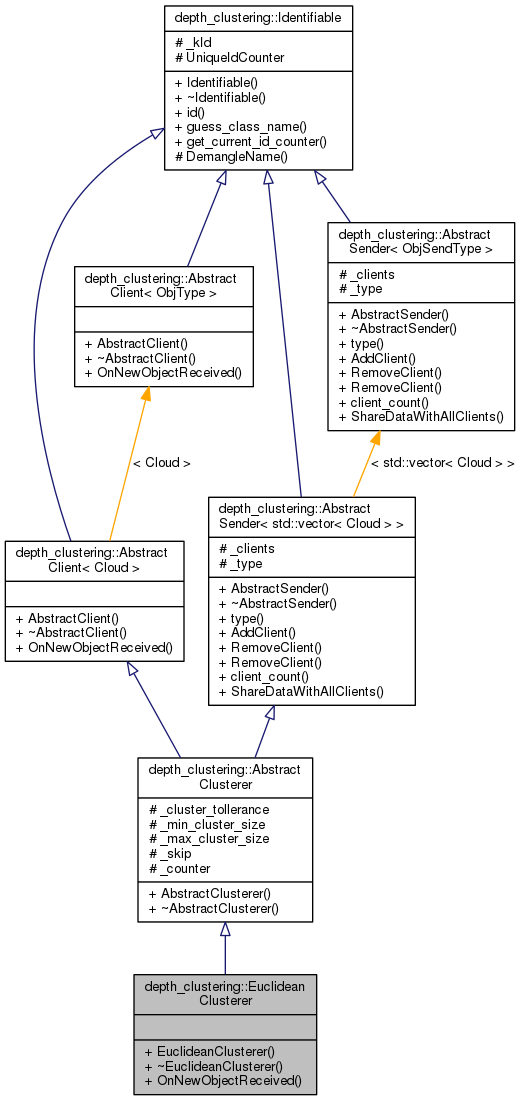 depth_clustering::Identifiable
# _kId
# UniqueIdCounter
+ Identifiable()
+ ~Identifiable()
+ id()
+ guess_class_name()
+ get_current_id_counter()
# DemangleName()
depth_clustering::Abstract
Sender< ObjSendType >
# _clients
# _type
+ AbstractSender()
+ ~AbstractSender()
+ type()
+ AddClient()
+ RemoveClient()
+ RemoveClient()
+ client_count()
+ ShareDataWithAllClients()
depth_clustering::Abstract
Client< ObjType >
+ AbstractClient()
+ ~AbstractClient()
+ OnNewObjectReceived()
< Cloud >
< std::vector< Cloud > >
depth_clustering::Abstract
Sender< std::vector< Cloud > >
# _clients
# _type
+ AbstractSender()
+ ~AbstractSender()
+ type()
+ AddClient()
+ RemoveClient()
+ RemoveClient()
+ client_count()
+ ShareDataWithAllClients()
depth_clustering::Abstract
Client< Cloud >
+ AbstractClient()
+ ~AbstractClient()
+ OnNewObjectReceived()
depth_clustering::Abstract
Clusterer
# _cluster_tollerance
# _min_cluster_size
# _max_cluster_size
# _skip
# _counter
+ AbstractClusterer()
+ ~AbstractClusterer()
depth_clustering::Euclidean
Clusterer
+ EuclideanClusterer()
+ ~EuclideanClusterer()
+ OnNewObjectReceived()